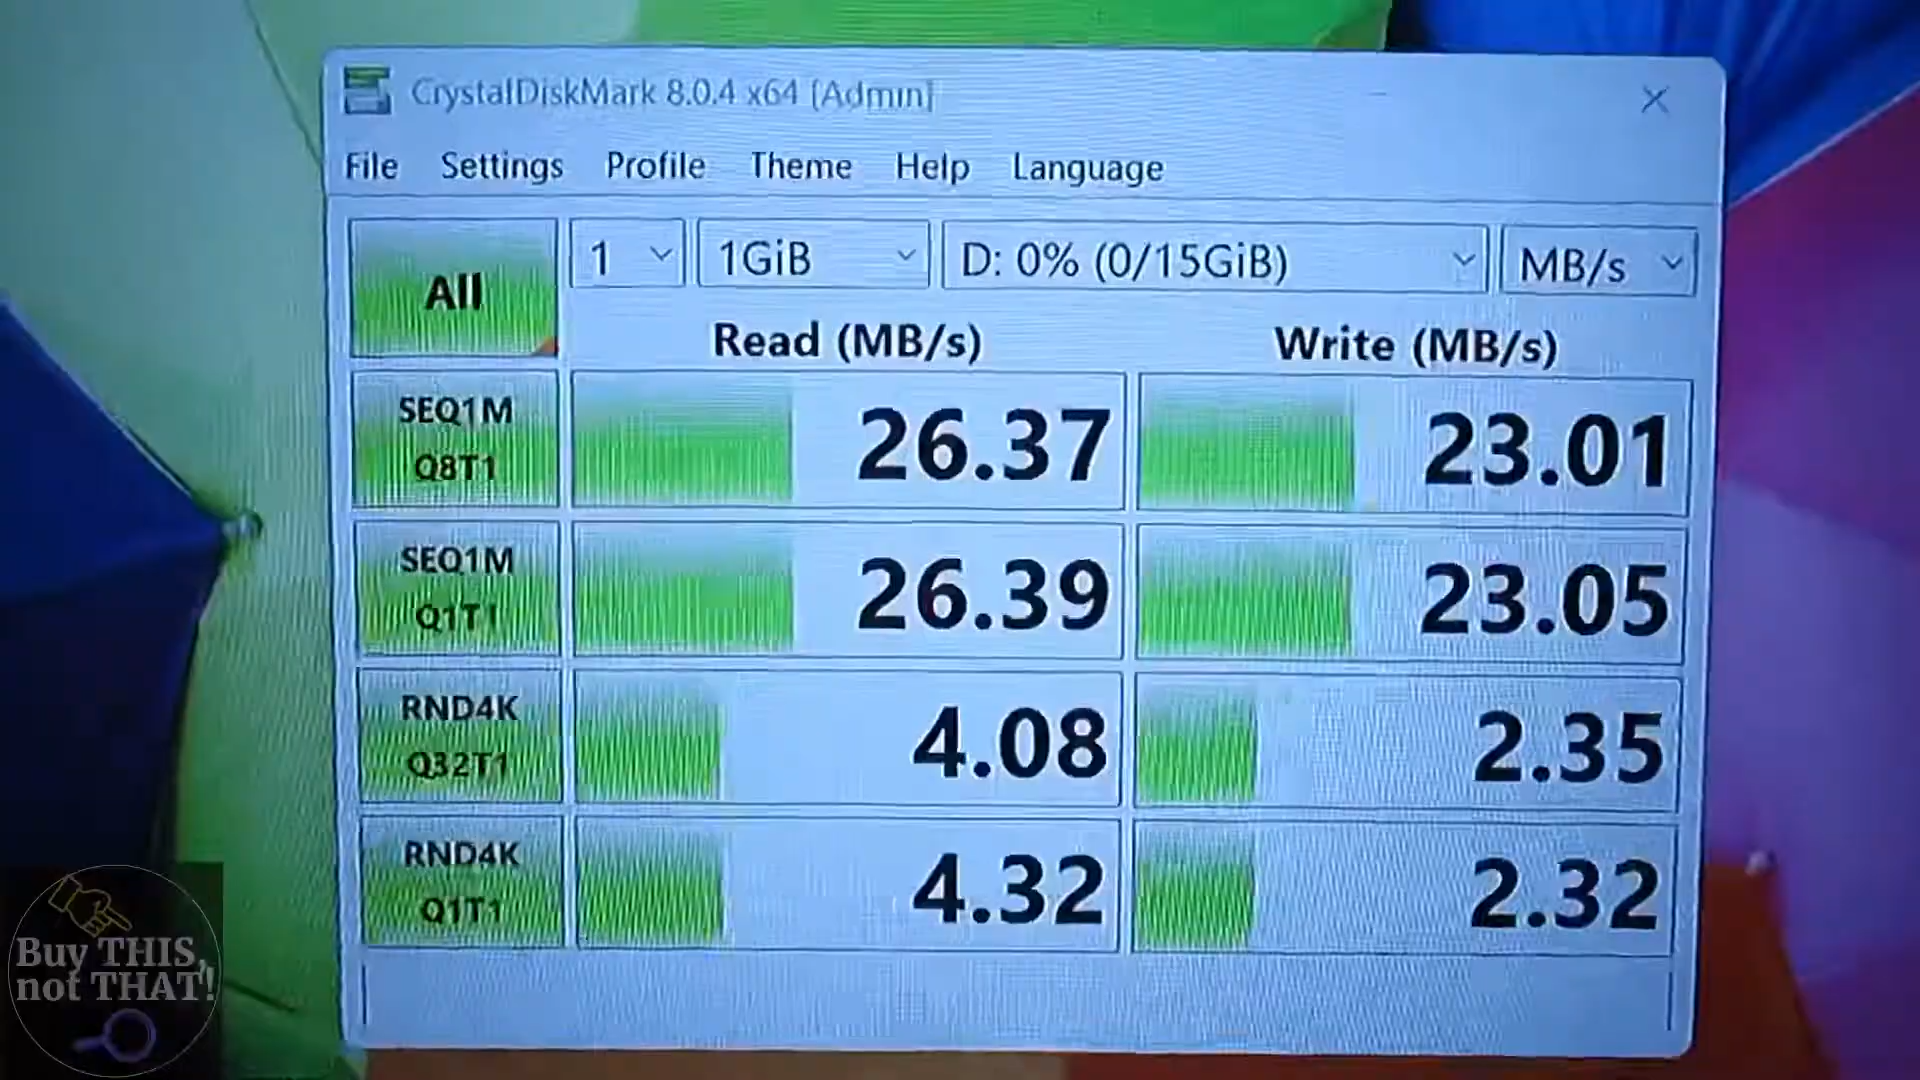 CrystalDiskMark 8.0.4 x64 [Admin]
File Settings Profile Theme Help Language
All 1 1GiB D: 0% (0/15GiB) MB/s
Read (MB/s) Write (MB/s)
SEQ1M
Q8T1
26.37 23.01
SEQ1M
Q1T1
26.39 23.05
RND4K
Q32T1
4.08 2.35
RND4K
Q1T1
4.32 2.32
Buy THIS,
not THAT!